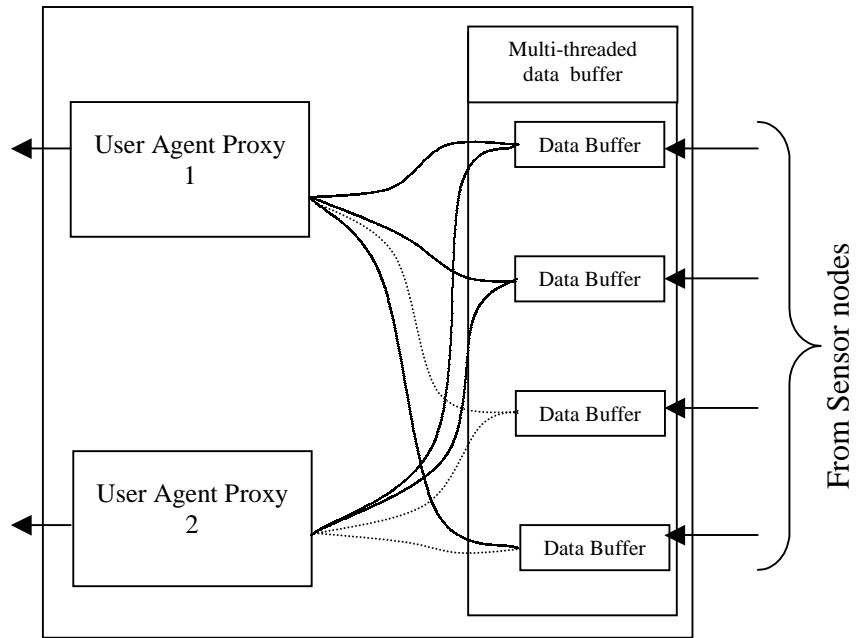 Multi-threaded
data buffer
User Agent Proxy
1
Data Buffer
Data Buffer
Data Buffer
User Agent Proxy
2
Data Buffer
From Sensor nodes